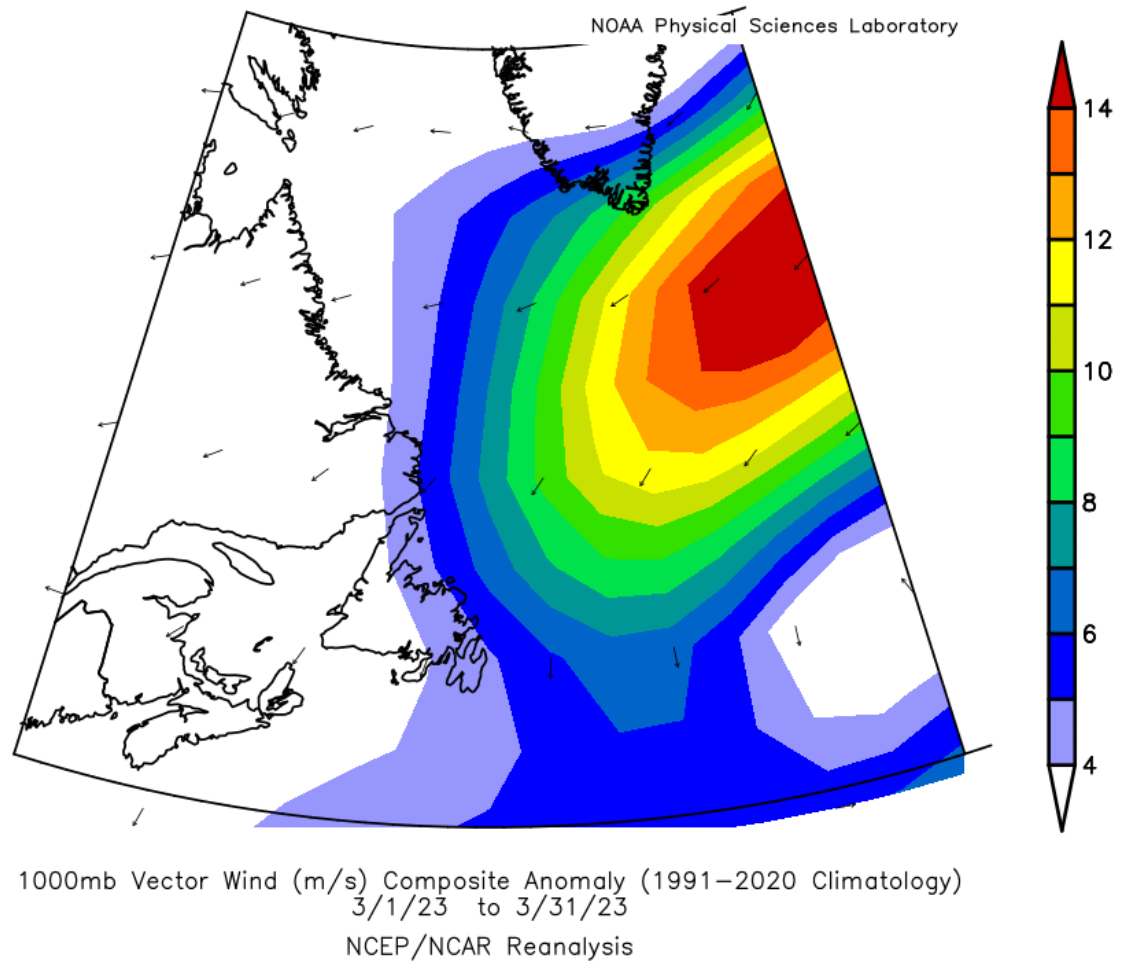 NOAA Physical Sciences Laboratory
14
12
10
8
6
4
1000mb Vector Wind (m/s) Composite Anomaly (1991-2020 Climatology)
3/1/23 to 3/31/23
NCEP/NCAR Reanalysis